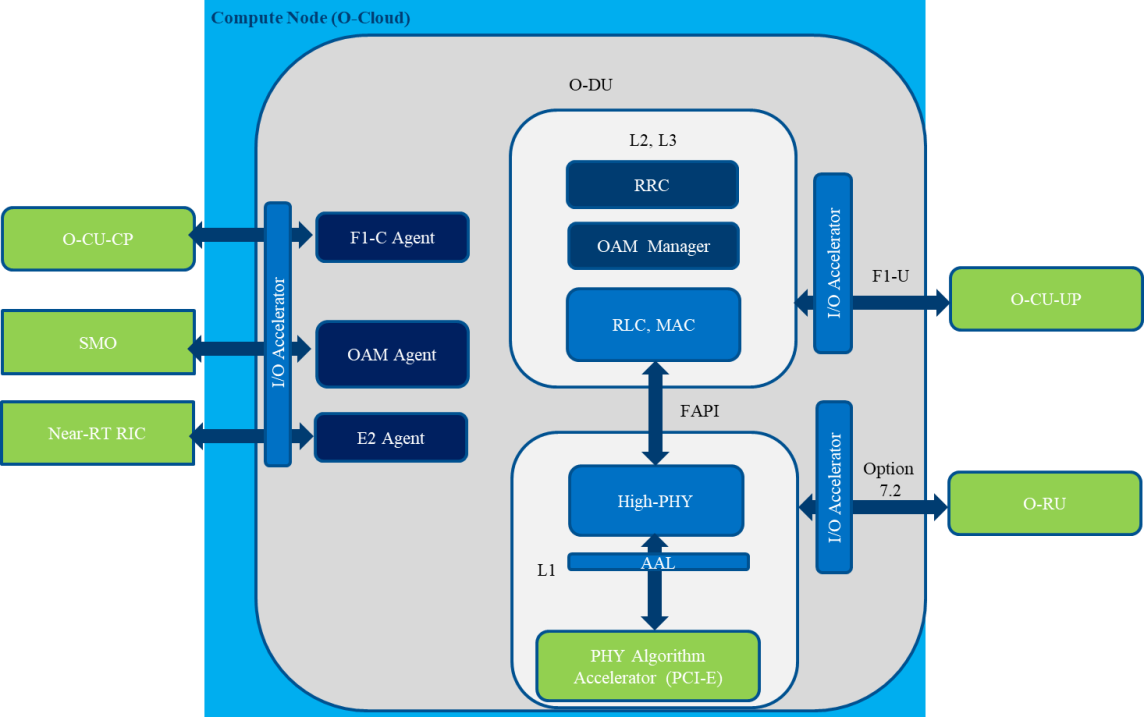 Compute Node (O-Cloud)
O-DU
L2, L3
RRC
OAM Manager
RLC, MAC
O-CU-CP
SMO
Near-RT RIC
I/O Accelerator
F1-C Agent
OAM Agent
E2 Agent
I/O Accelerator
F1-U
O-CU-UP
FAPI
High-PHY
AAL
L1
PHY Algorithm
Accelerator (PCI-E)
I/O Accelerator
Option
7.2
O-RU